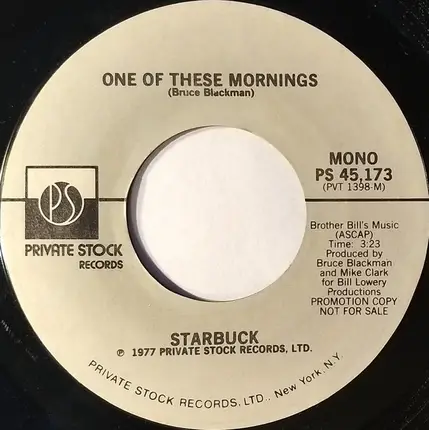 ONE OF THESE MORNINGS
(Bruce Blackman)
MONO
PS 45,173
(PVT 1398-M)
PS
PRIVATE STOCK
RECORDS
Brother Bill's Music
(ASCAP)
Time: 3:23
Produced by
Bruce Blackman
and Mike Clark
for Bill Lowery
Productions
PROMOTION COPY
NOT FOR SALE
STARBUCK
℗ 1977 PRIVATE STOCK RECORDS, LTD.
PRIVATE STOCK RECORDS, LTD., New York, N.Y.